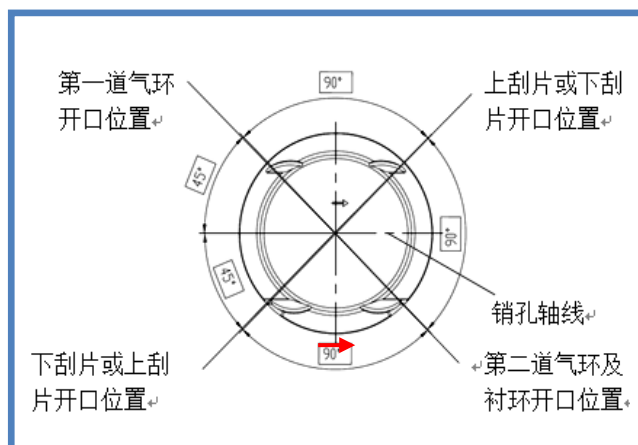 90°
第一道气环
开口位置
上刮片或下刮
片开口位置
45°
90°
45°
销孔轴线
90°
下刮片或上刮
片开口位置
第二道气环及
衬环开口位置